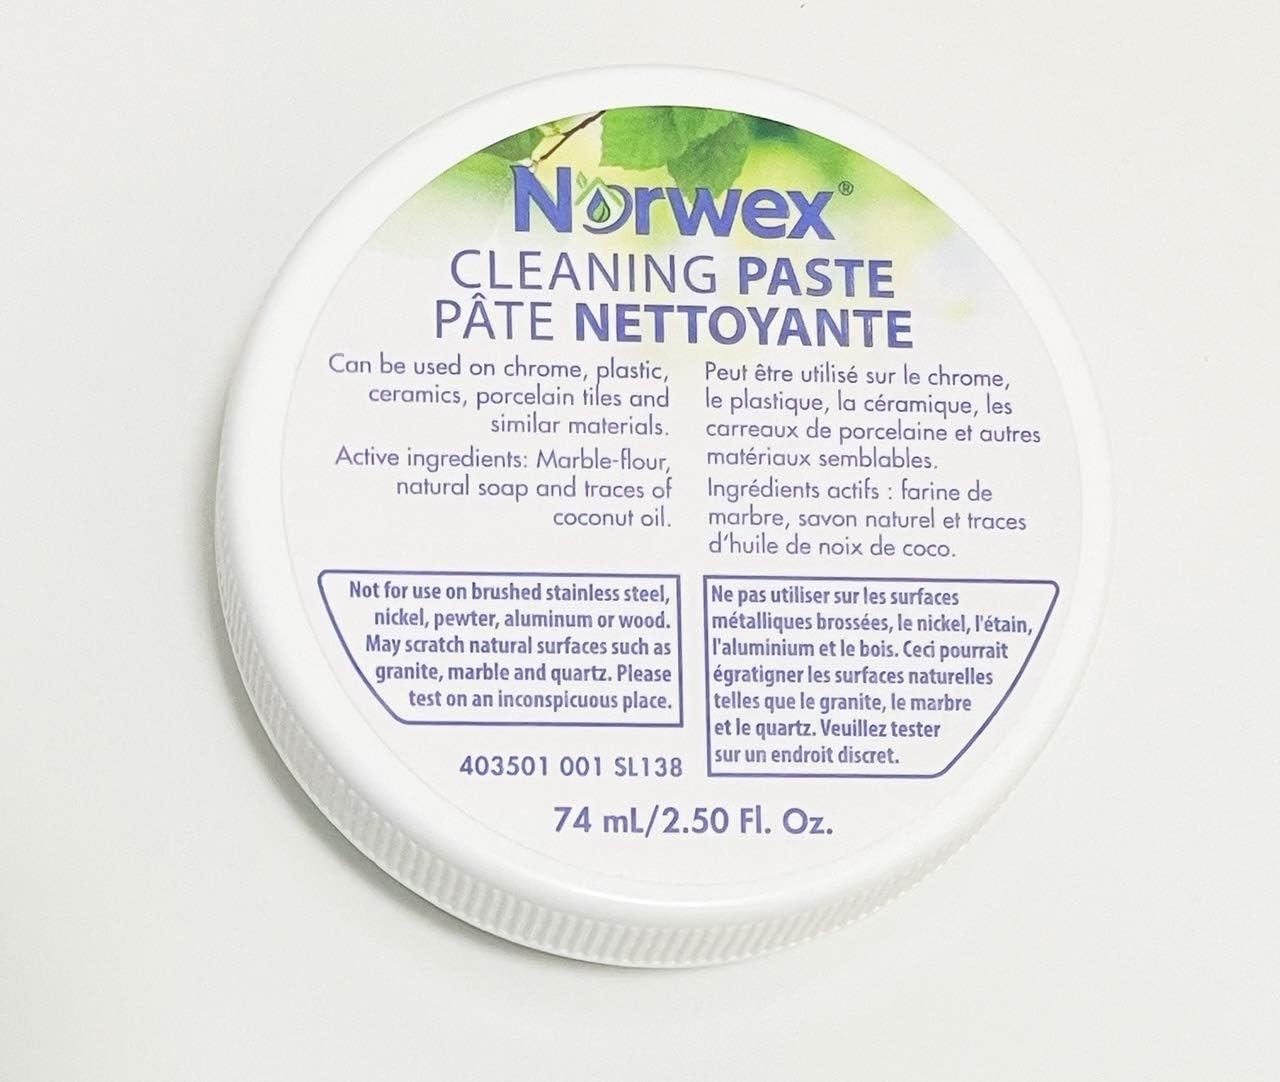 Norwex®
CLEANING PASTE
PÂTE NETTOYANTE
Can be used on chrome, plastic,
ceramics, porcelain tiles and
similar materials.
Active ingredients: Marble-flour,
natural soap and traces of
coconut oil.
Peut être utilisé sur le chrome,
le plastique, la céramique, les
carreaux de porcelaine et autres
matériaux semblables.
Ingrédients actifs : farine de
marbre, savon naturel et traces
d'huile de noix de coco.
Not for use on brushed stainless steel,
nickel, pewter, aluminum or wood.
May scratch natural surfaces such as
granite, marble and quartz. Please
test on an inconspicuous place.
Ne pas utiliser sur les surfaces
métalliques brossées, le nickel, l'étain,
l'aluminium et le bois. Ceci pourrait
égratigner les surfaces naturelles
telles que le granite, le marbre
et le quartz. Veuillez tester
sur un endroit discret.
403501 001 SL138
74 mL/2.50 Fl. Oz.